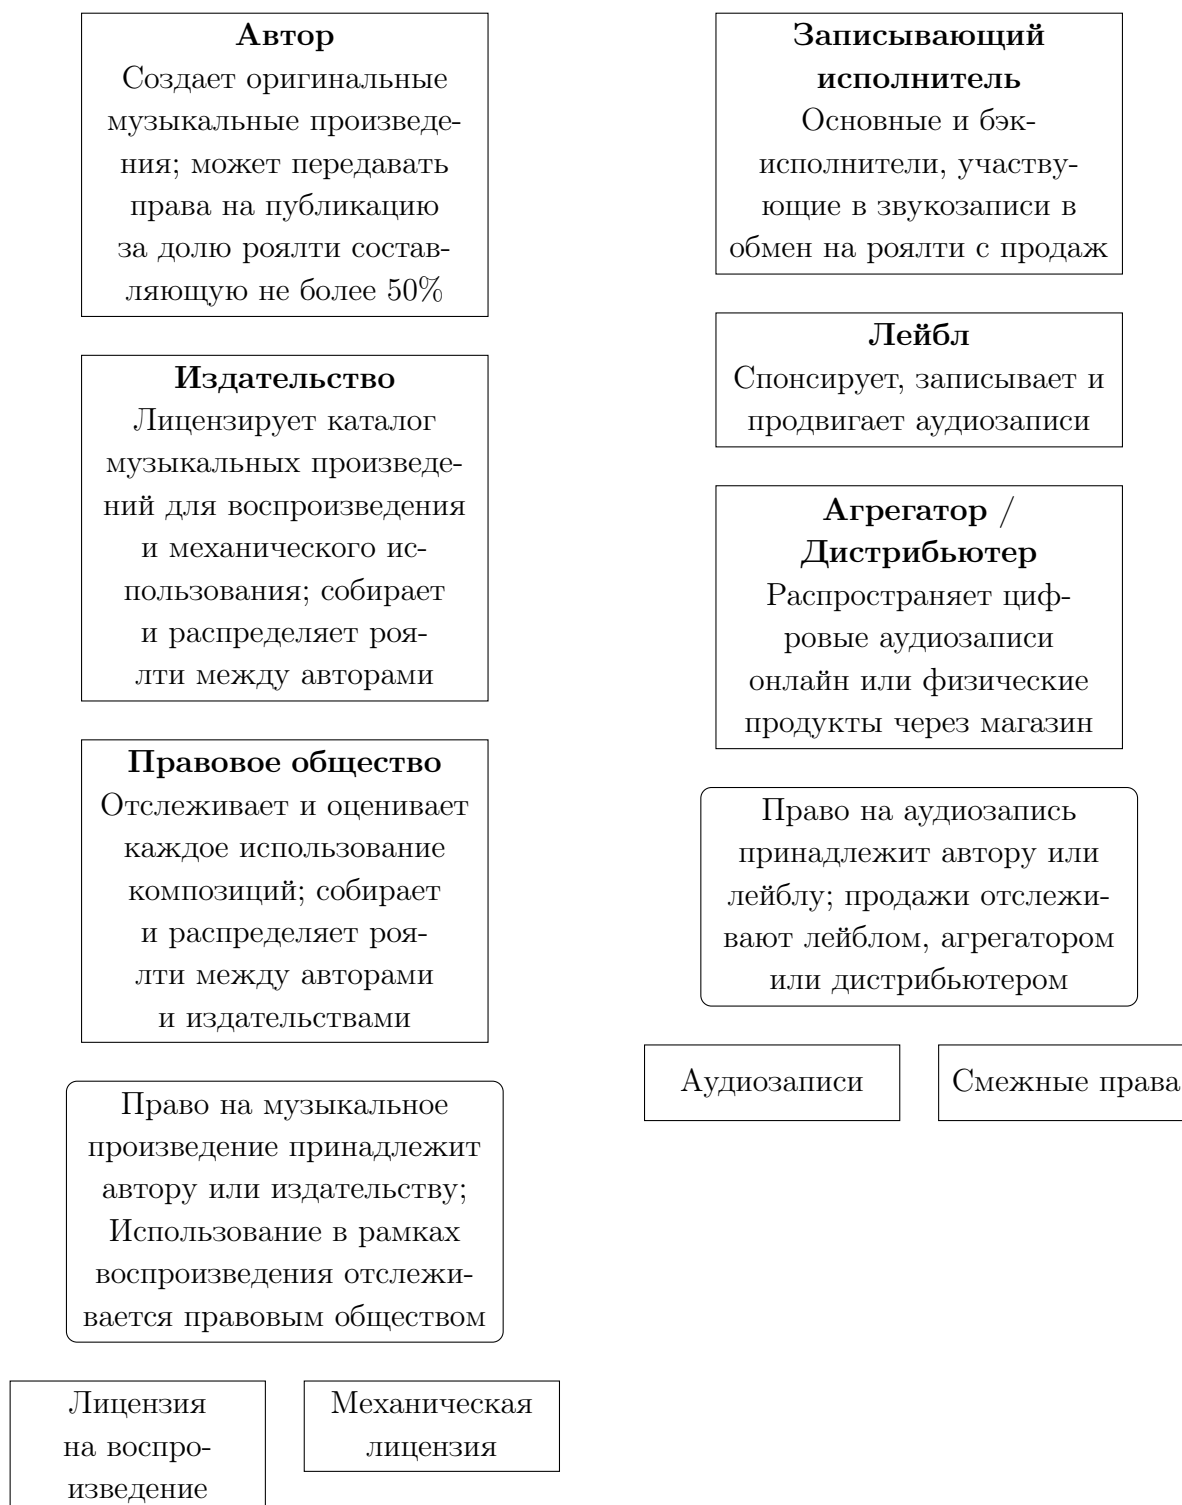 Автор
Создает оригинальные
музыкальные произведе-
ния; может передавать
права на публикацию
за долю роялти состав-
ляющую не более 50%
Издательство
Лицензирует каталог
музыкальных произведе-
ний для воспроизведения
и механического ис-
пользования; собирает
и распределяет роя-
лти между авторами
Правовое общество
Отслеживает и оценивает
каждое использование
композиций; собирает
и распределяет роя-
лти между авторами
и издательствами
Право на музыкальное
произведение принадлежит
автору или издательству;
Использование в рамках
воспроизведения отслежи-
вается правовым обществом
Лицензия
на воспро-
изведение
Механическая
лицензия
Записывающий
исполнитель
Основные и бэк-
исполнители, участву-
ющие в звукозаписи в
обмен на роялти с продаж
Лейбл
Спонсирует, записывает и
продвигает аудиозаписи
Агрегатор /
Дистрибьютер
Распространяет циф-
ровые аудиозаписи
онлайн или физические
продукты через магазин
Право на аудиозапись
принадлежит автору или
лейблу; продажи отслежи-
вают лейблом, агрегатором
или дистрибьютером
Аудиозаписи
Смежные права